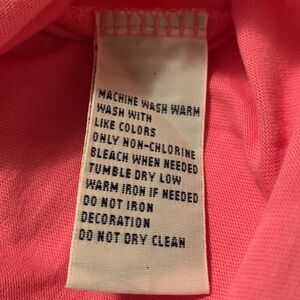 MACHINE WASH WARM
WASH WITH
LIKE COLORS
ONLY NON-CHLORINE
BLEACH WHEN NEEDED
TUMBLE DRY LOW
WARM IRON IF NEEDED
DO NOT IRON
DECORATION
DO NOT DRY CLEAN